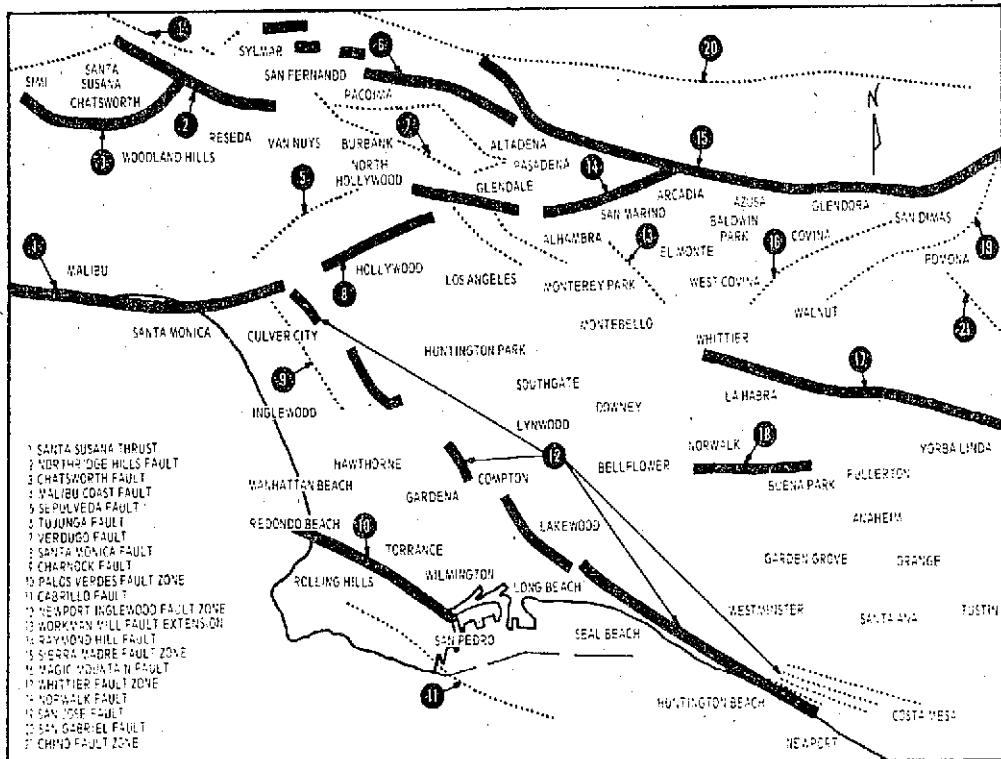 20
SYLMAR
6
SAN FERNANDO
SANTA SUSANA
SIMI
CHATSWORTH
PACOIMA
N
2
RESEDA
3
WOODLAND HILLS
VAN NUYS
BURBANK
7
ALTADENA
15
NORTH HOLLYWOOD
PASADENA
5
GLENDALE
14
ARCADIA
AZUSA
GLENDORA
SAN MARINO
BALDWIN PARK
SAN DIMAS
ALHAMBRA
13
EL MONTE
16
COVINA
19
POMONA
4
MALIBU
8
HOLLYWOOD
LOS ANGELES
MONTEREY PARK
WEST COVINA
WALNUT
21
SANTA MONICA
CULVER CITY
MONTEBELLO
WHITTIER
HUNTINGTON PARK
9
SOUTHGATE
17
LA HABRA
INGLEWOOD
DOWNEY
LYNWOOD
YORBA LINDA
NORWALK
18
12
HAWTHORNE
COMPTON
BELLFLOWER
FULLERTON
MANHATTAN BEACH
GARDENA
BUENA PARK
REDONDO BEACH
10
LAKEWOOD
ANAHEIM
TORRANCE
GARDEN GROVE
ORANGE
ROLLING HILLS
WILMINGTON
LONG BEACH
WESTMINSTER
SANTA ANA
TUSTIN
SAN PEDRO
SEAL BEACH
11
HUNTINGTON BEACH
COSTA MESA
NEWPORT
1 SANTA SUSANA THRUST
2 NORTHRIDGE HILLS FAULT
3 CHATSWORTH FAULT
4 MALIBU COAST FAULT
5 SEPULVEDA FAULT
6 TUJUNGA FAULT
7 VERDUGO FAULT
8 SANTA MONICA FAULT
9 CHARNOCK FAULT
10 PALOS VERDES FAULT ZONE
11 CABRILLO FAULT
12 NEWPORT INGLEWOOD FAULT ZONE
13 WORKMAN MILL FAULT EXTENSION
14 RAYMOND HILL FAULT
15 SIERRA MADRE FAULT ZONE
16 MAGIC MOUNTAIN FAULT
17 WHITTIER FAULT ZONE
18 NORWALK FAULT
19 SAN JOSE FAULT
20 SAN GABRIEL FAULT
21 CHINO FAULT ZONE